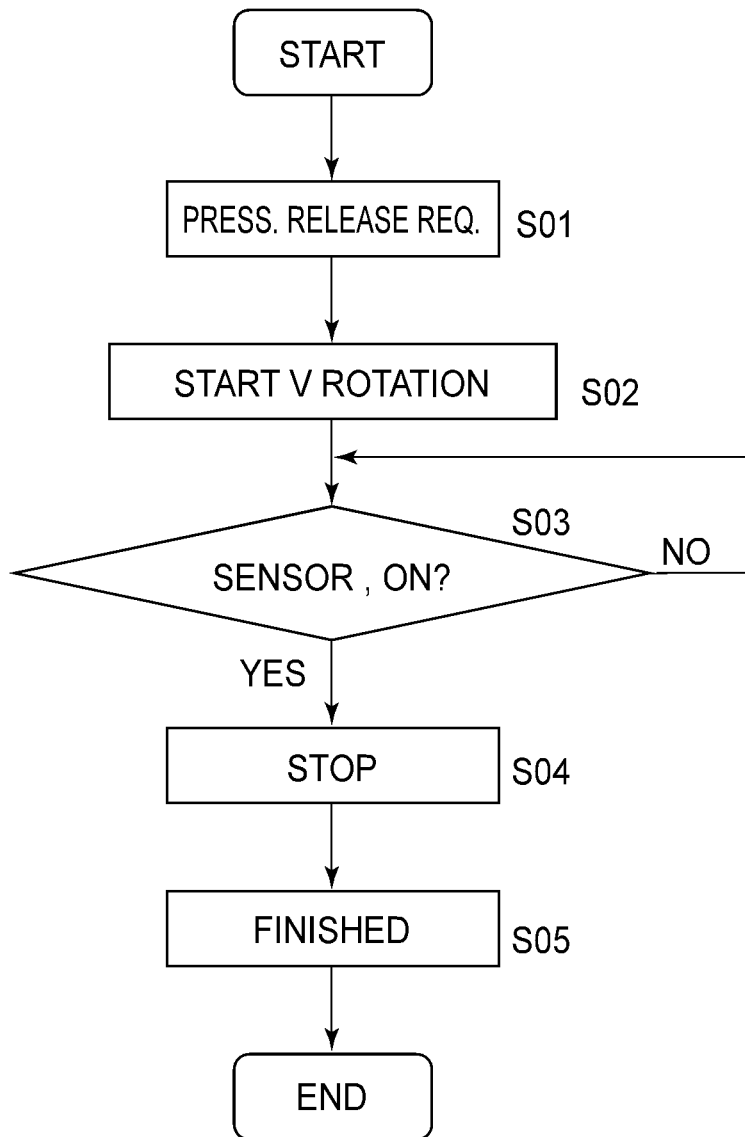 START
PRESS. RELEASE REQ.
S01
START V ROTATION
S02
S03
SENSOR , ON?
NO
YES
STOP
S04
FINISHED
S05
END